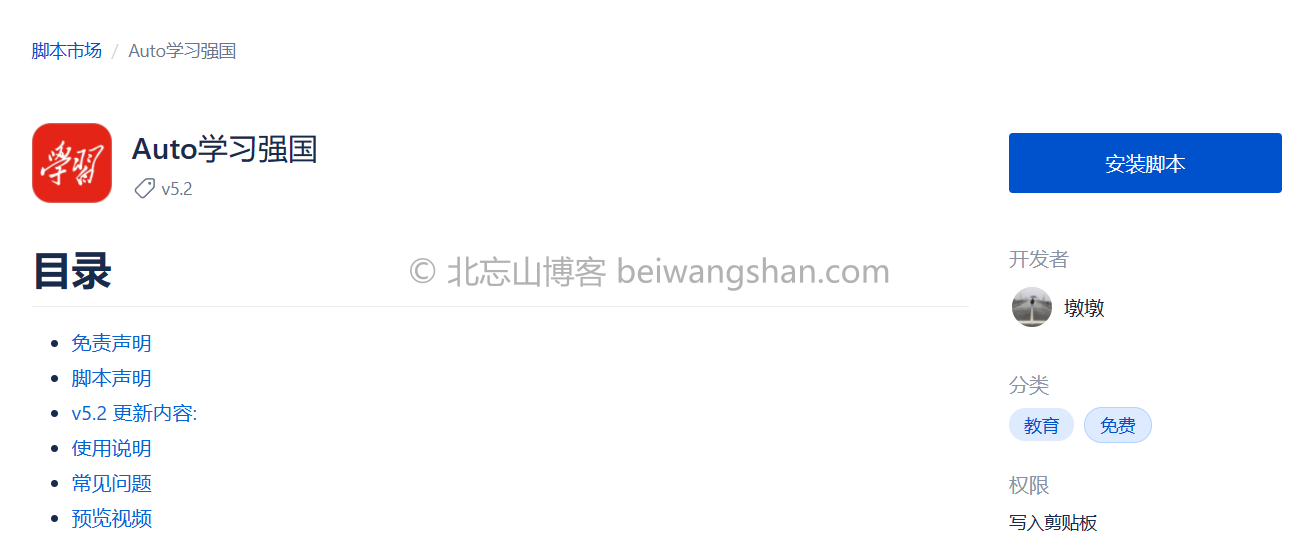 脚本市场 / Auto学习强国
學習
Auto学习强国
v5.2
安装脚本
目录
© 北忘山博客 beiwangshan.com
免责声明
脚本声明
v5.2 更新内容:
使用说明
常见问题
预览视频
开发者
墩墩
分类
教育
免费
权限
写入剪贴板